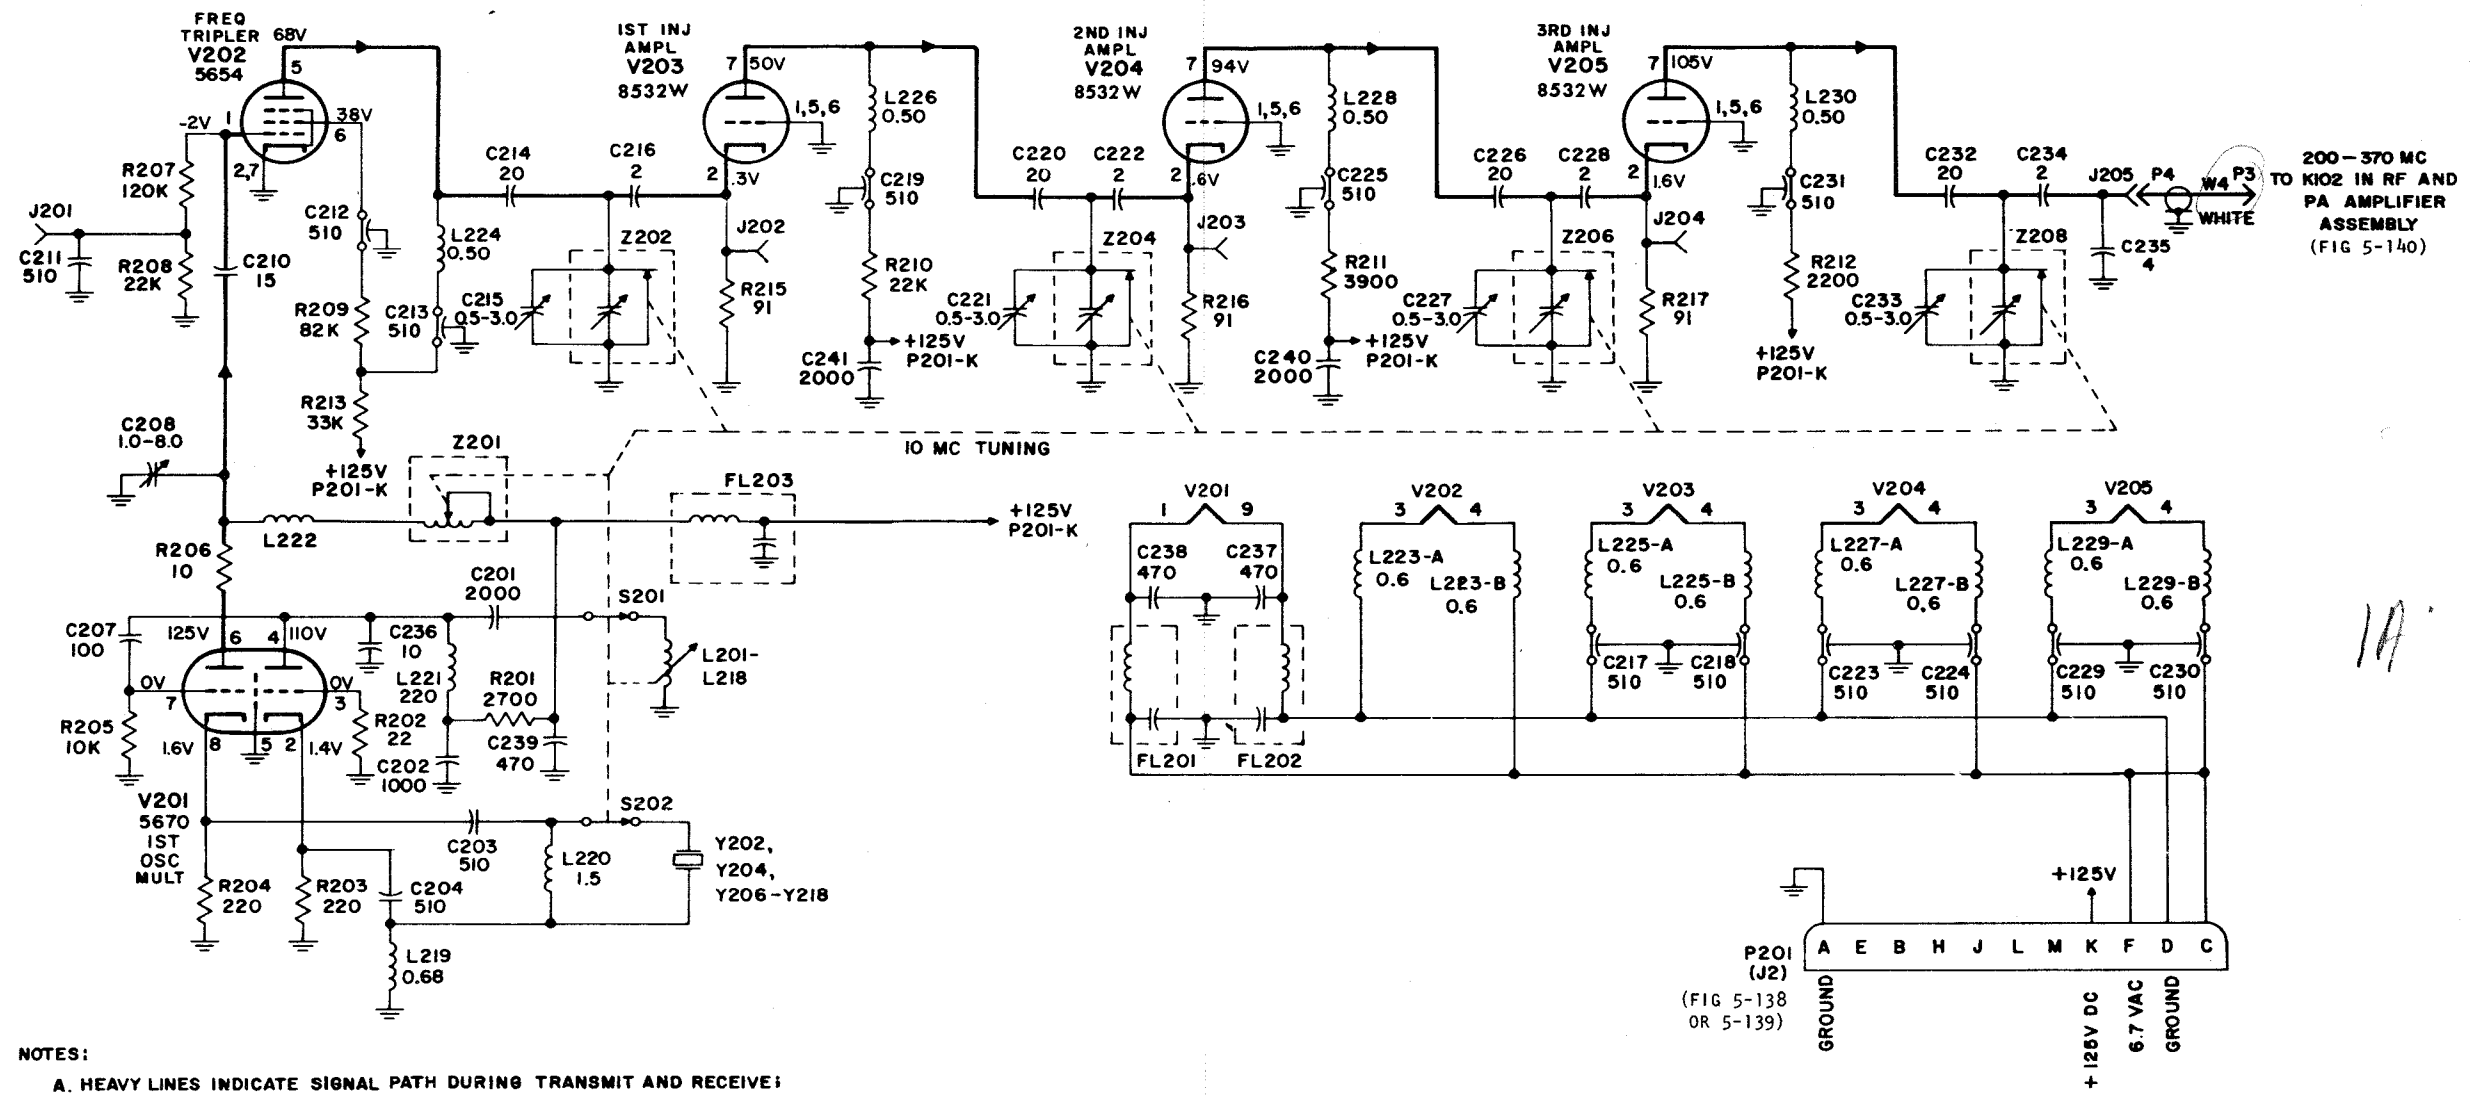 FREQ
TRIPLER
V202
5654
68V
5
-2V
1
38V
6
2,7
R207
120K
J201
C211
510
R208
22K
C210
15
C212
510
R209
82K
R213
33K
+125V
P201-K
L224
0.50
C213
510
C214
20
C216
2
C215
0.5-3.0
Z202
1ST INJ
AMPL
V203
8532W
7
50V
1,5,6
2
.3V
J202
R215
91
L226
0.50
C219
510
R210
22K
+125V
P201-K
C241
2000
C220
20
C222
2
C221
0.5-3.0
Z204
2ND INJ
AMPL
V204
8532W
7
94V
1,5,6
2
.6V
J203
R216
91
L228
0.50
C225
510
R211
3900
+125V
P201-K
C240
2000
C226
20
C228
2
C227
0.5-3.0
Z206
3RD INJ
AMPL
V205
8532W
7
105V
1,5,6
2
1.6V
J204
R217
91
L230
0.50
C231
510
R212
2200
+125V
P201-K
C232
20
C234
2
C233
0.5-3.0
Z208
J205
P4
W4
P3
WHITE
C235
4
200-370 MC
TO K102 IN RF AND
PA AMPLIFIER
ASSEMBLY
(FIG 5-140)
10 MC TUNING
C208
1.0-8.0
Z201
FL203
+125V
P201-K
L222
R206
10
C201
2000
S201
C207
100
125V
6
4
110V
C236
10
L221
220
R201
2700
L201-
L218
0V
7
0V
3
R205
10K
R202
22
1.6V
8
5
2
1.4V
C202
1000
C239
470
V201
5670
1ST
OSC
MULT
S202
C203
510
L220
1.5
Y202,
Y204,
Y206-Y218
R204
220
R203
220
C204
510
L219
0.68
V201
1
9
C238
470
C237
470
FL201
FL202
V202
3
4
L223-A
0.6
L223-B
0.6
V203
3
4
L225-A
0.6
L225-B
0.6
C217
510
C218
510
V204
3
4
L227-A
0.6
L227-B
0.6
C223
510
C224
510
V205
3
4
L229-A
0.6
L229-B
0.6
C229
510
C230
510
1A
+125V
P201
(J2)
(FIG 5-138
OR 5-139)
A E B H J L M K F D C
GROUND
+125V DC
6.7 VAC
GROUND
NOTES:
A. HEAVY LINES INDICATE SIGNAL PATH DURING TRANSMIT AND RECEIVE;